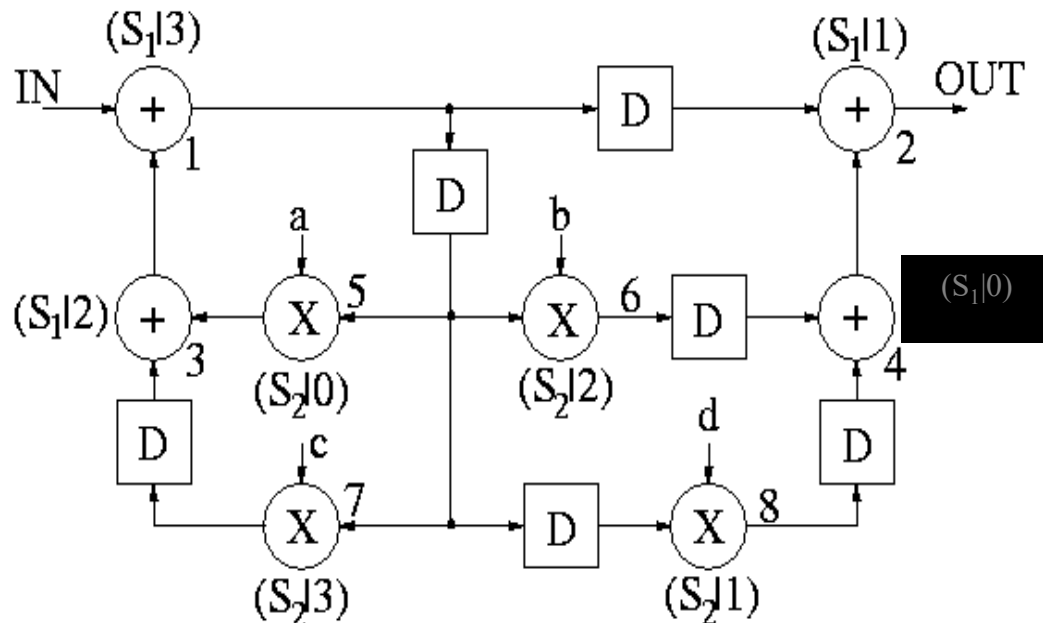 (S1|3)
(S1|1)
IN
+
D
+
OUT
1
2
D
a
b
(S1|2)
+
3
X
5
X
6
D
+
4
(S1|0)
(S2|0)
(S2|2)
D
c
d
D
X
7
D
X
8
(S2|3)
(S2|1)